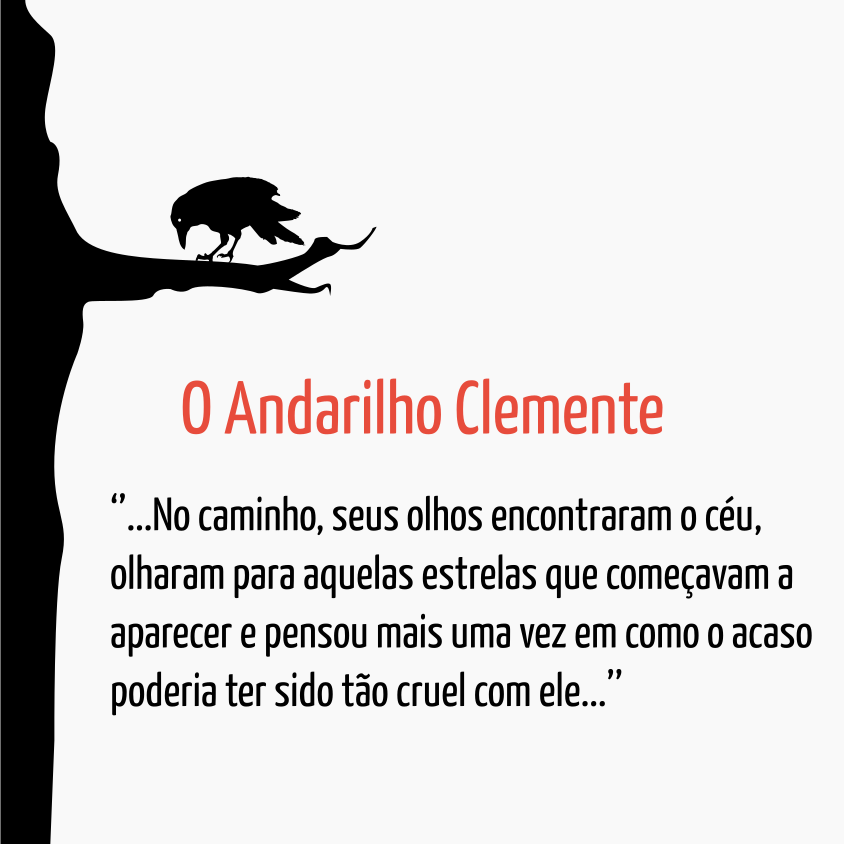 O Andarilho Clemente
‘’...No caminho, seus olhos encontraram o céu,
olharam para aquelas estrelas que começavam a
aparecer e pensou mais uma vez em como o acaso
poderia ter sido tão cruel com ele...’’